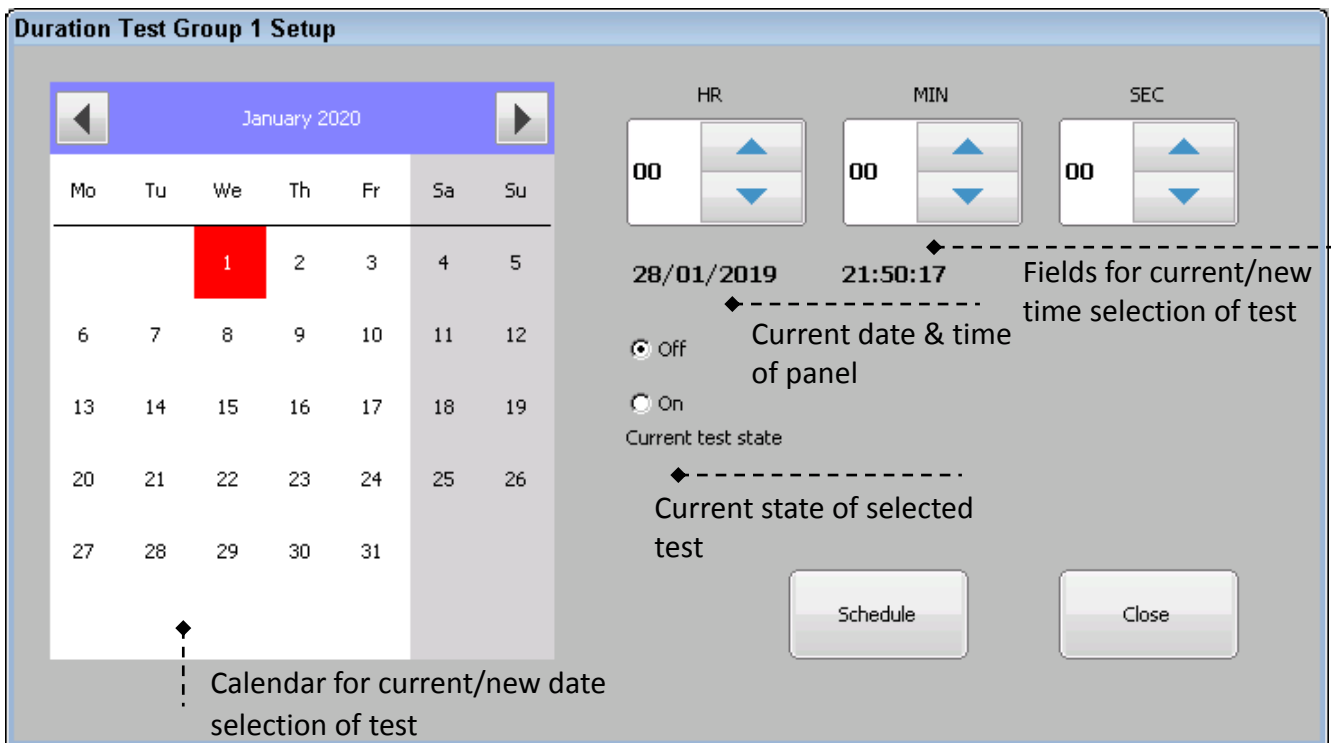 Duration Test Group 1 Setup
January 2020
Mo Tu We Th Fr Sa Su
1 2 3 4 5
6 7 8 9 10 11 12
13 14 15 16 17 18 19
20 21 22 23 24 25 26
27 28 29 30 31
Calendar for current/new date
selection of test
HR MIN SEC
00 00 00
28/01/2019 21:50:17
Fields for current/new
time selection of test
Current date & time
of panel
Off
On
Current test state
Current state of selected
test
Schedule Close